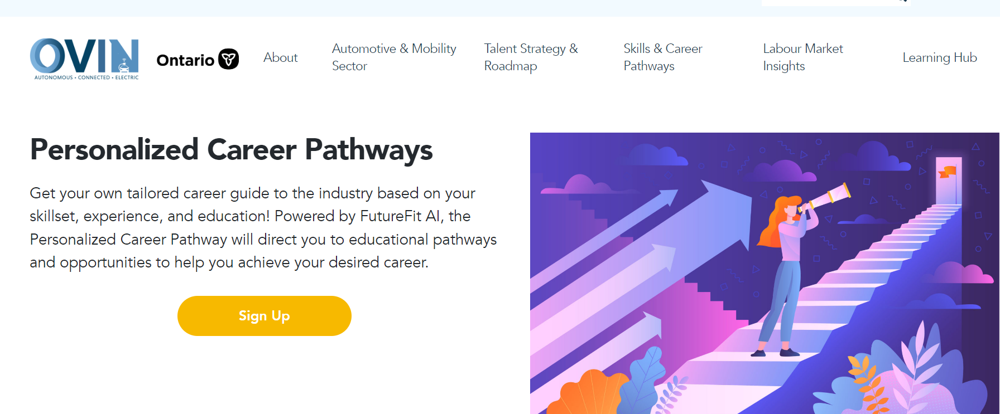 OVIN
AUTONOMOUS • CONNECTED • ELECTRIC
Ontario
About
Automotive & Mobility
Sector
Talent Strategy &
Roadmap
Skills & Career
Pathways
Labour Market
Insights
Learning Hub
Personalized Career Pathways
Get your own tailored career guide to the industry based on your
skillset, experience, and education! Powered by FutureFit AI, the
Personalized Career Pathway will direct you to educational pathways
and opportunities to help you achieve your desired career.
Sign Up